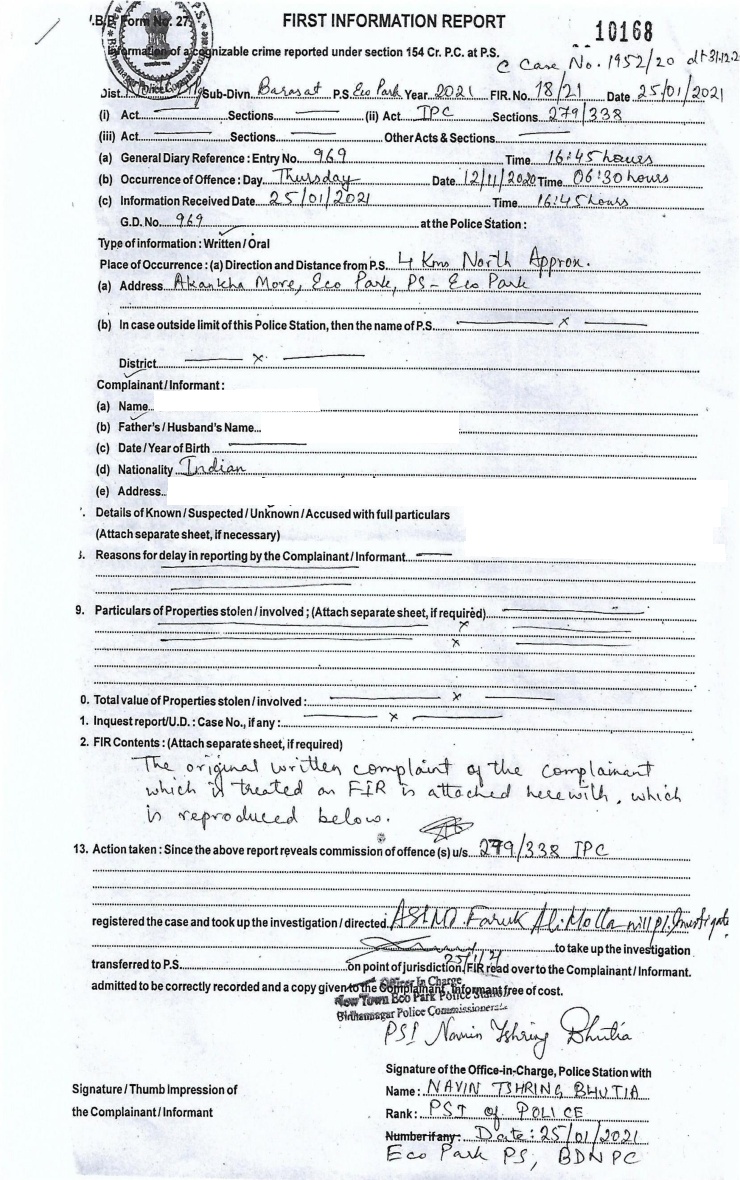 FIRST INFORMATION REPORT
10168
Form No. 27
Information of a cognizable crime reported under section 154 Cr. P.C. at P.S.
C Case No. 1952/20 dt-31.12.2
Dist. Sub-Divn. Barasat P.S. Eco Park Year 2021 FIR. No. 18/21 Date 25/01/2021
(i) Act Sections (ii) Act IPC Sections 279/338
(iii) Act Sections Other Acts & Sections
(a) General Diary Reference : Entry No. 969 Time 16:45 hours
(b) Occurrence of Offence : Day Thursday Date 12/11/2020 Time 06:30 hours
(c) Information Received Date 25/01/2021 Time 16:45 hours
G.D. No. 969 at the Police Station :
Type of information : Written / Oral
Place of Occurrence : (a) Direction and Distance from P.S. 4 Kms North Approx.
(a) Address Akankha More, Eco Park, PS- Eco Park
(b) In case outside limit of this Police Station, then the name of P.S. x
District x
Complainant / Informant :
(a) Name
(b) Father's / Husband's Name
(c) Date / Year of Birth
(d) Nationality Indian
(e) Address
Details of Known / Suspected / Unknown / Accused with full particulars
(Attach separate sheet, if necessary)
Reasons for delay in reporting by the Complainant / Informant
9. Particulars of Properties stolen / involved ; (Attach separate sheet, if required)
x
x
0. Total value of Properties stolen / involved : x
1. Inquest report / U.D. : Case No., if any : x
2. FIR Contents : (Attach separate sheet, if required)
The original written complaint of the complainant
which is treated as FIR is attached herewith, which
is reproduced below.
13. Action taken : Since the above report reveals commission of offence (s) u/s. 279/338 IPC
registered the case and took up the investigation / directed ASI MD. Faruk Ali Molla will pl. Investigate
to take up the investigation
transferred to P.S. on point of jurisdiction. FIR read over to the Complainant / Informant.
admitted to be correctly recorded and a copy given to the Complainant, Informant free of cost.
Officer In Charge
New Town Eco Park Police Station
Bidhannagar Police Commissionerate
PSI Navin Tshring Bhutia
Signature of the Office-in-Charge, Police Station with
Name : NAVIN TSHRING BHUTIA
Signature / Thumb Impression of
the Complainant / Informant
Rank : PSI of POLICE
Number if any : Date : 25/01/2021
Eco Park PS, BDNPC